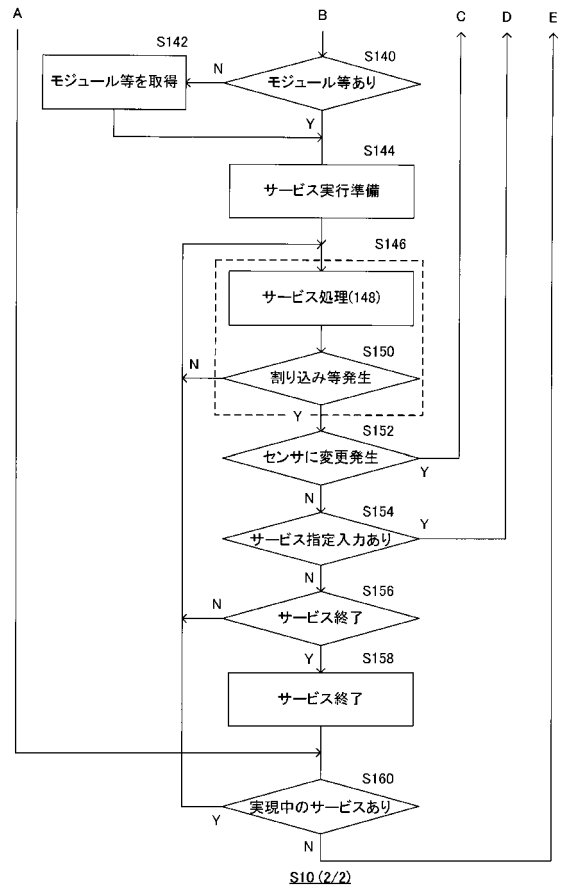 A
B
C
D
E
S142
S140
モジュール等を取得
N
モジュール等あり
Y
S144
サービス実行準備
S146
サービス処理(148)
S150
N
割り込み等発生
Y
S152
センサに変更発生
Y
N
S154
サービス指定入力あり
Y
N
S156
N
サービス終了
Y
S158
サービス終了
S160
実現中のサービスあり
Y
N
S10 (2/2)